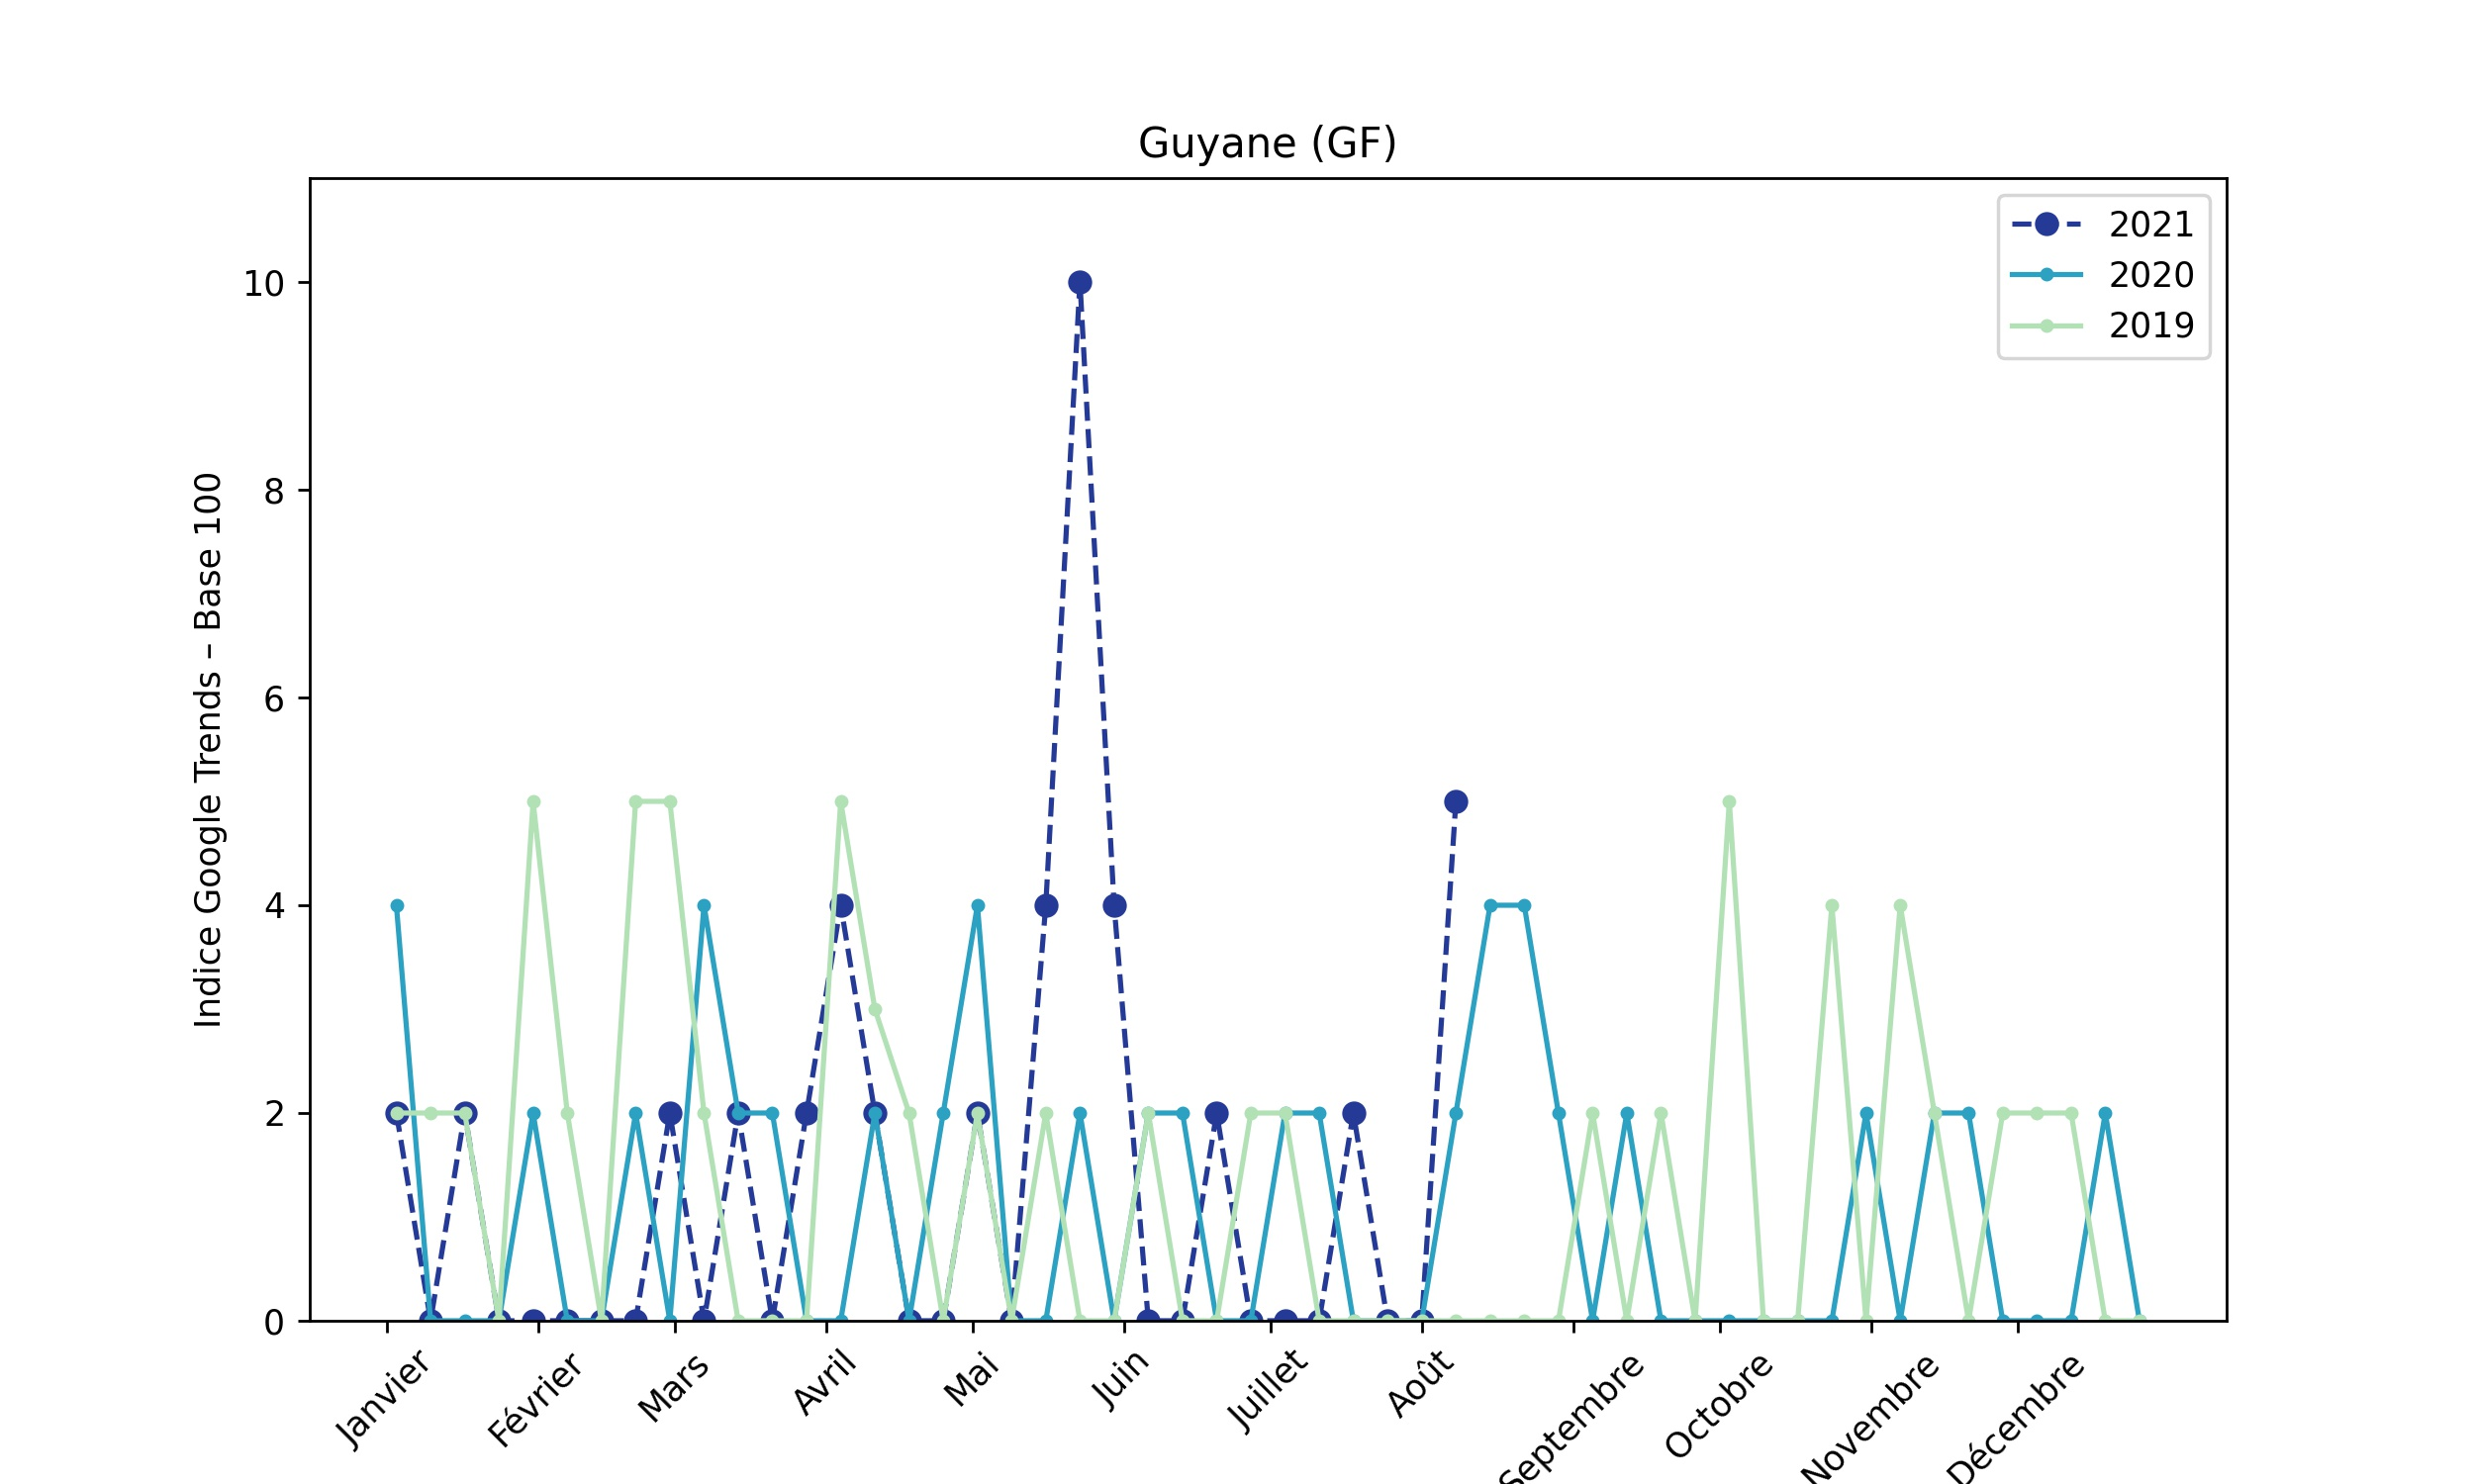 Guyane (GF)
2021
2020
2019
Indice Google Trends – Base 100
10
8
6
4
2
0
Janvier
Février
Mars
Avril
Mai
Juin
Juillet
Août
Septembre
Octobre
Novembre
Décembre